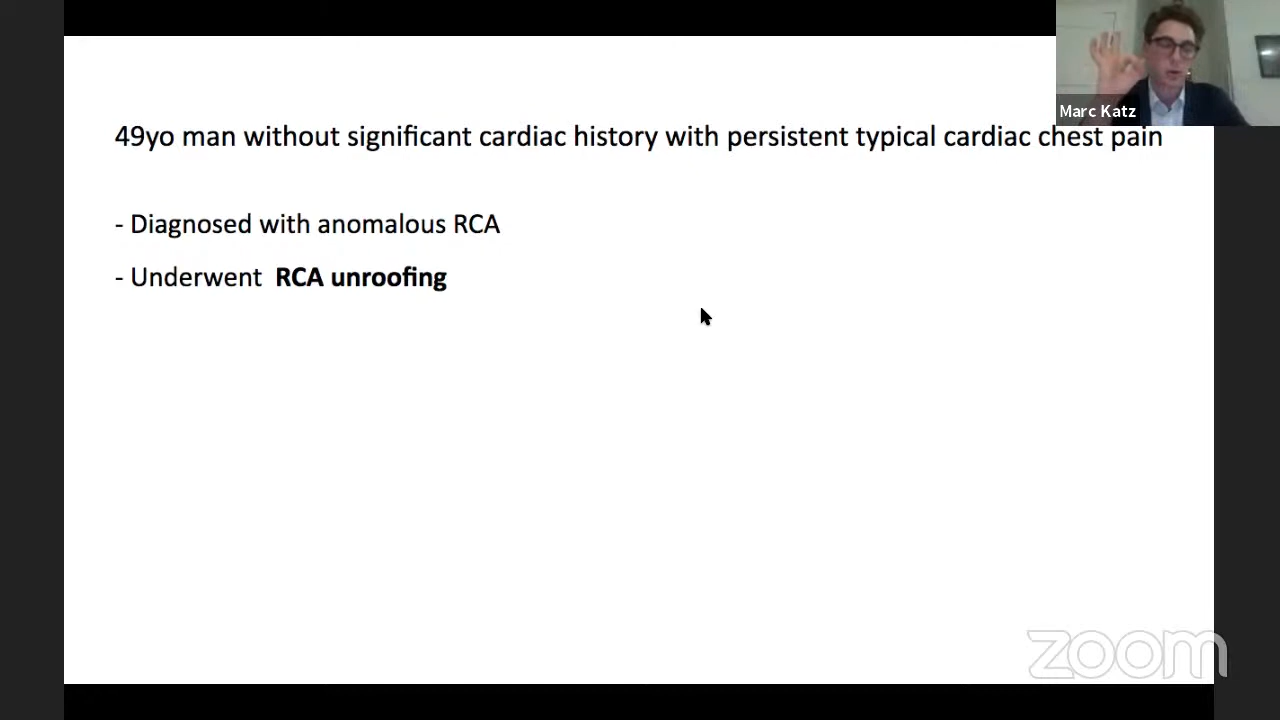 Marc Katz
49yo man without significant cardiac history with persistent typical cardiac chest pain
- Diagnosed with anomalous RCA
- Underwent RCA unroofing
zoom